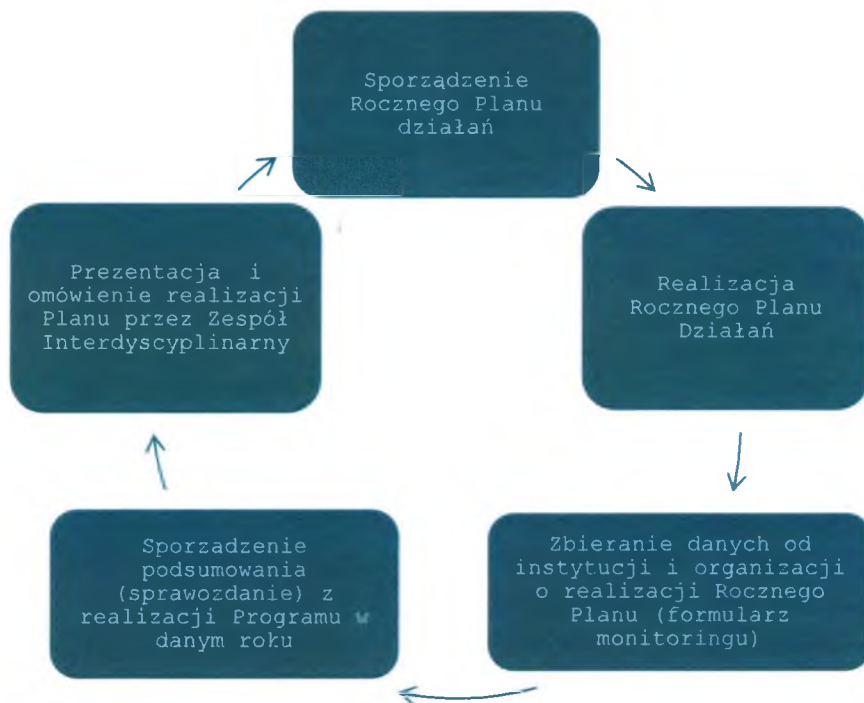 Sporządzenie
Rocznego Planu
działań
Realizacja
Rocznego Planu
Działań
Zbieranie danych od
instytucji i organizacji
o realizacji Rocznego
Planu (formularz
monitoringu)
Sporzadzenie
podsumowania
(sprawozdanie) z
realizacji Programu w
danym roku
Prezentacja i
omówienie realizacji
Planu przez Zespół
Interdyscyplinarny